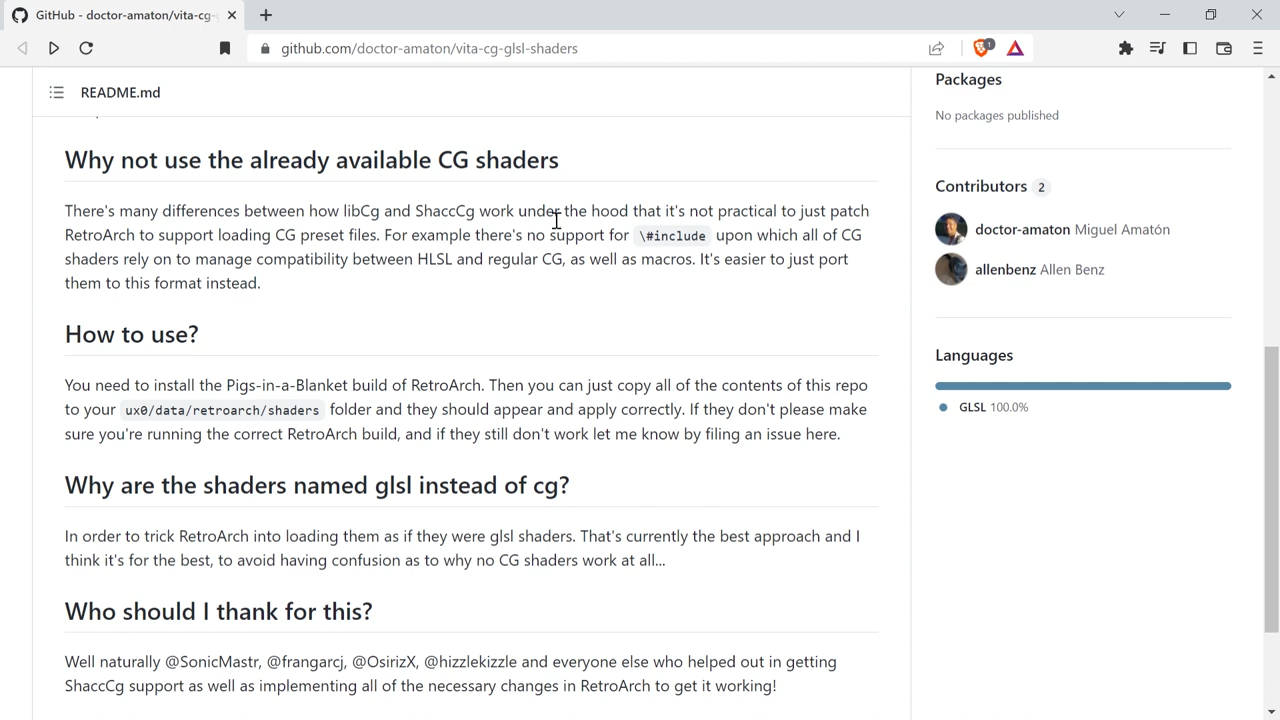 GitHub - doctor-amaton/vita-cg-
github.com/doctor-amaton/vita-cg-glsl-shaders
1
README.md
Why not use the already available CG shaders
There's many differences between how libCg and ShaccCg work under the hood that it's not practical to just patch
RetroArch to support loading CG preset files. For example there's no support for \#include upon which all of CG
shaders rely on to manage compatibility between HLSL and regular CG, as well as macros. It's easier to just port
them to this format instead.
How to use?
You need to install the Pigs-in-a-Blanket build of RetroArch. Then you can just copy all of the contents of this repo
to your ux0/data/retroarch/shaders folder and they should appear and apply correctly. If they don't please make
sure you're running the correct RetroArch build, and if they still don't work let me know by filing an issue here.
Why are the shaders named glsl instead of cg?
In order to trick RetroArch into loading them as if they were glsl shaders. That's currently the best approach and I
think it's for the best, to avoid having confusion as to why no CG shaders work at all...
Who should I thank for this?
Well naturally @SonicMastr, @frangarcj, @OsirizX, @hizzlekizzle and everyone else who helped out in getting
ShaccCg support as well as implementing all of the necessary changes in RetroArch to get it working!
Packages
No packages published
Contributors 2
doctor-amaton Miguel Amatón
allenbenz Allen Benz
Languages
GLSL 100.0%